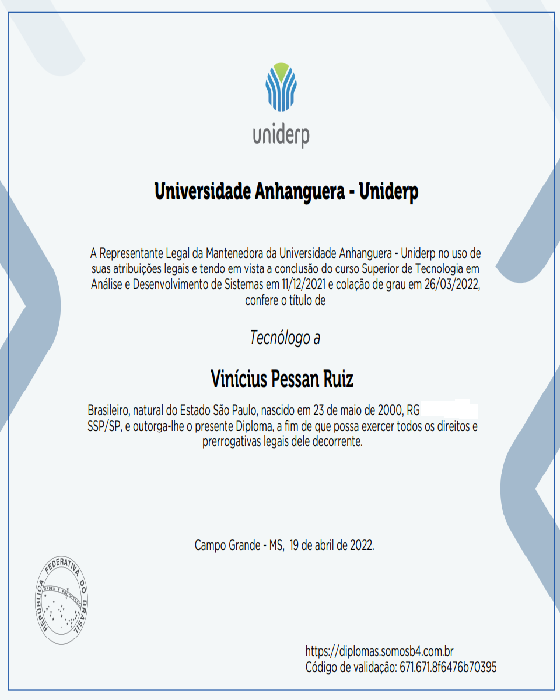 uniderp
Universidade Anhanguera - Uniderp
A Representante Legal da Mantenedora da Universidade Anhanguera - Uniderp no uso de
suas atribuições legais e tendo em vista a conclusão do curso Superior de Tecnologia em
Análise e Desenvolvimento de Sistemas em 11/12/2021 e colação de grau em 26/03/2022,
confere o título de
Tecnólogo a
Vinícius Pessan Ruiz
Brasileiro, natural do Estado São Paulo, nascido em 23 de maio de 2000, RG
SSP/SP, e outorga-lhe o presente Diploma, a fim de que possa exercer todos os direitos e
prerrogativas legais dele decorrente.
Campo Grande - MS, 19 de abril de 2022.
REPÚBLICA FEDERATIVA DO BRASIL
https://diplomas.somosb4.com.br
Código de validação: 671.671.8f6476b70395